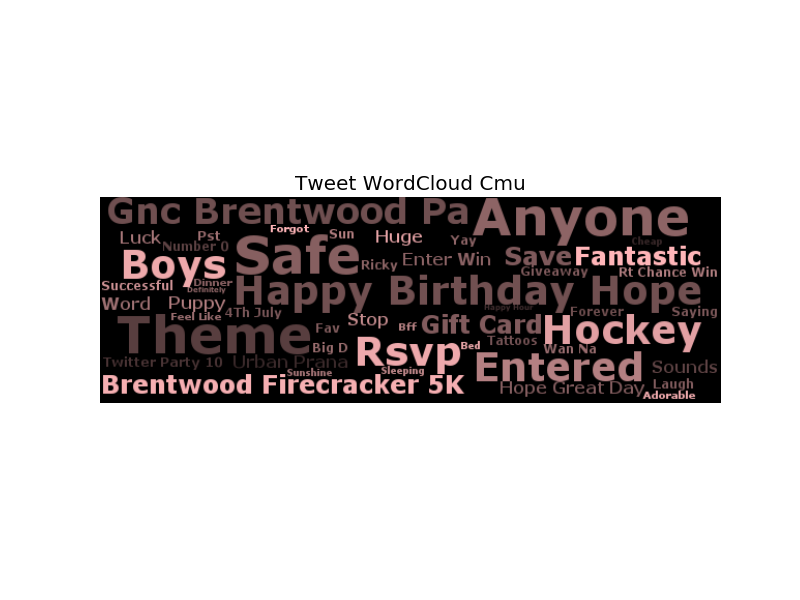 Tweet WordCloud Cmu
Gnc Brentwood Pa
Anyone
Forgot
Luck
Pst
Sun
Huge
Yay
Cheap
Number 0
Safe
Boys
Ricky
Enter Win
Save
Fantastic
Giveaway
Rt Chance Win
Successful
Dinner
Definitely
Happy Birthday Hope
Word
Puppy
Happy Hour
Feel Like
4Th July
Forever
Saying
Theme
Fav
Stop
Bff
Gift Card
Hockey
Big D
Rsvp
Bed
Tattoos
Wan Na
Twitter Party 10
Urban Prana
Entered
Sounds
Sunshine
Sleeping
Brentwood Firecracker 5K
Hope Great Day
Laugh
Adorable